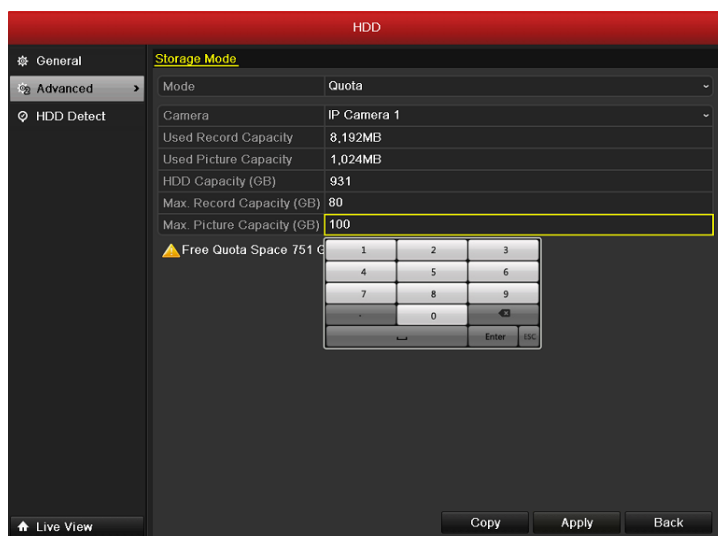 HDD
General
Advanced >
HDD Detect
Live View
Storage Mode
Mode Quota
Camera IP Camera 1
Used Record Capacity 8,192MB
Used Picture Capacity 1,024MB
HDD Capacity (GB) 931
Max. Record Capacity (GB) 80
Max. Picture Capacity (GB) 100
Free Quota Space 751 G
1 2 3
4 5 6
7 8 9
. 0
Enter ESC
Copy Apply Back